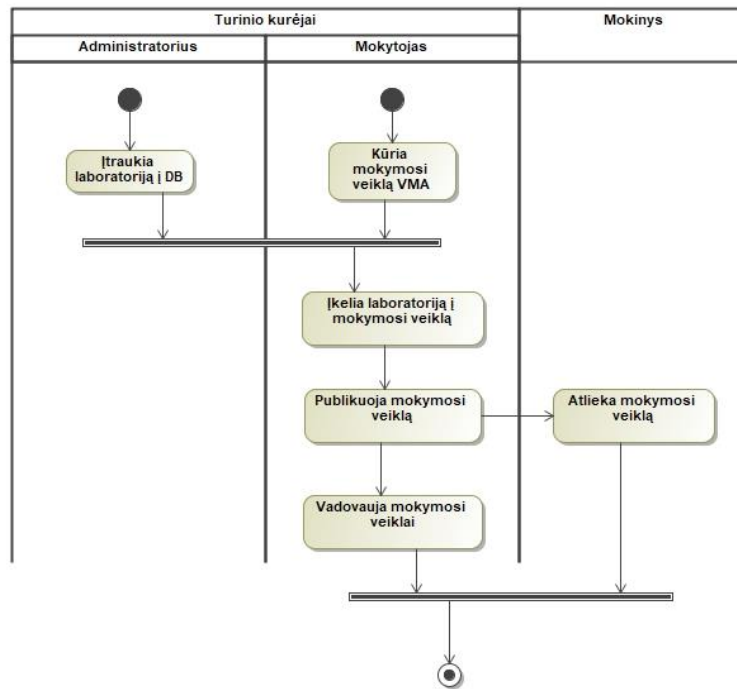 Turinio kurėjai
Mokinys
Administratorius
Mokytojas
Įtraukia
laboratoriją į DB
Kūria
mokymosi
veiklą VMA
Įkelia laboratoriją į
mokymosi veiklą
Publikuoja mokymosi
veiklą
Atlieka mokymosi
veiklą
Vadovauja mokymosi
veiklai